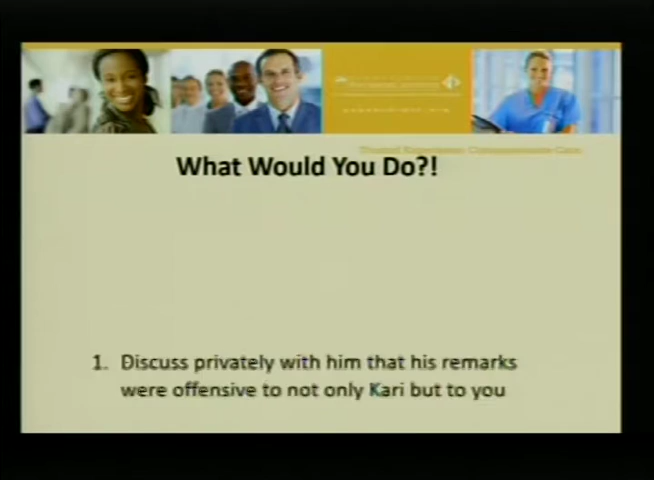 What Would You Do?!
1. Discuss privately with him that his remarks
were offensive to not only Kari but to you